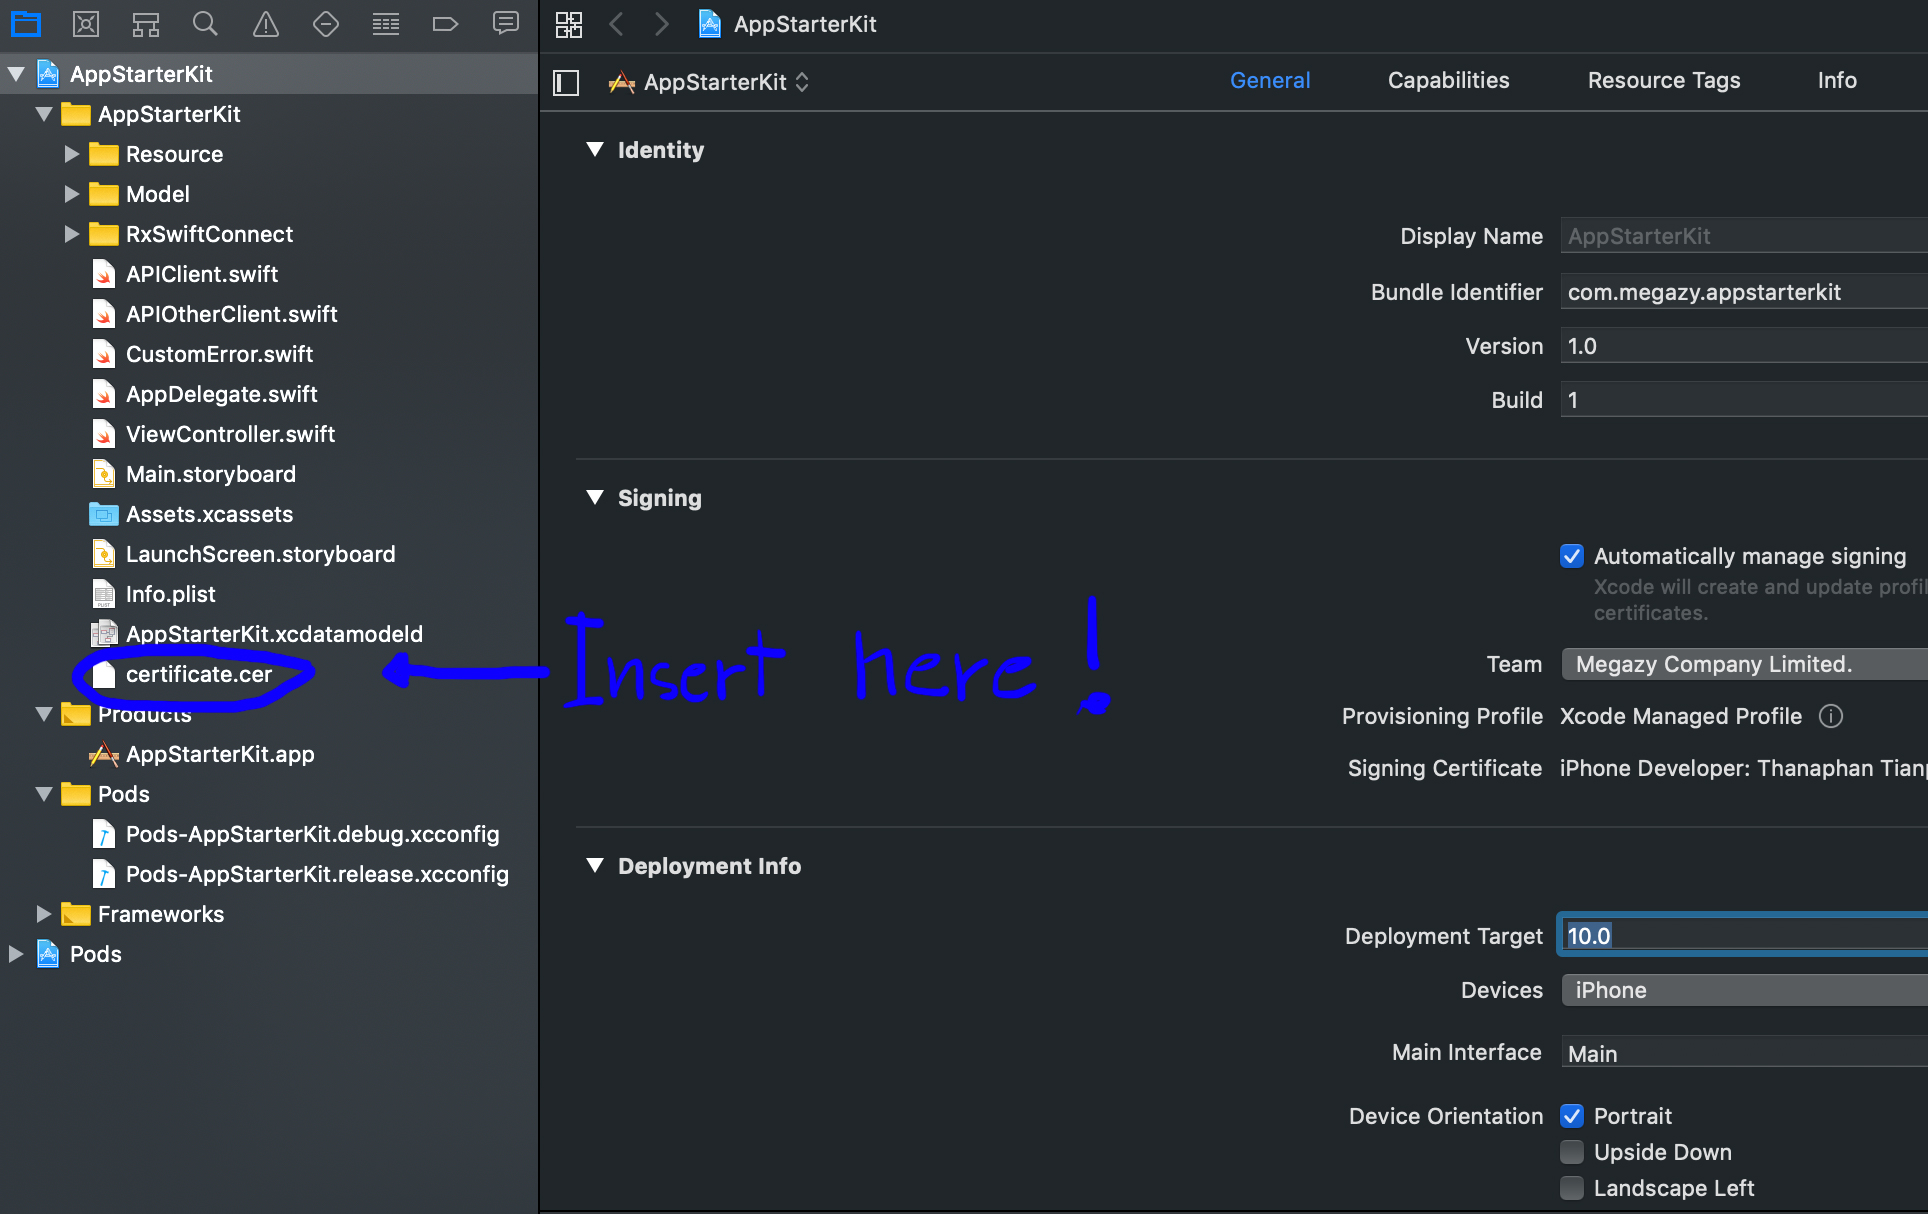 AppStarterKit
AppStarterKit
Resource
Model
RxSwiftConnect
APIClient.swift
APIOtherClient.swift
CustomError.swift
AppDelegate.swift
ViewController.swift
Main.storyboard
Assets.xcassets
LaunchScreen.storyboard
Info.plist
AppStarterKit.xcdatamodeld
certificate.cer
Products
AppStarterKit.app
Pods
Pods-AppStarterKit.debug.xcconfig
Pods-AppStarterKit.release.xcconfig
Frameworks
Pods
Insert here!
AppStarterKit
AppStarterKit General Capabilities Resource Tags Info
Identity
Display Name AppStarterKit
Bundle Identifier com.megazy.appstarterkit
Version 1.0
Build 1
Signing
Automatically manage signing
Xcode will create and update
certificates.
Team Megazy Company Limited.
Provisioning Profile Xcode Managed Profile
Signing Certificate iPhone Developer: Thanaphan
Deployment Info
Deployment Target 10.0
Devices iPhone
Main Interface Main
Device Orientation Portrait
Upside Down
Landscape Left